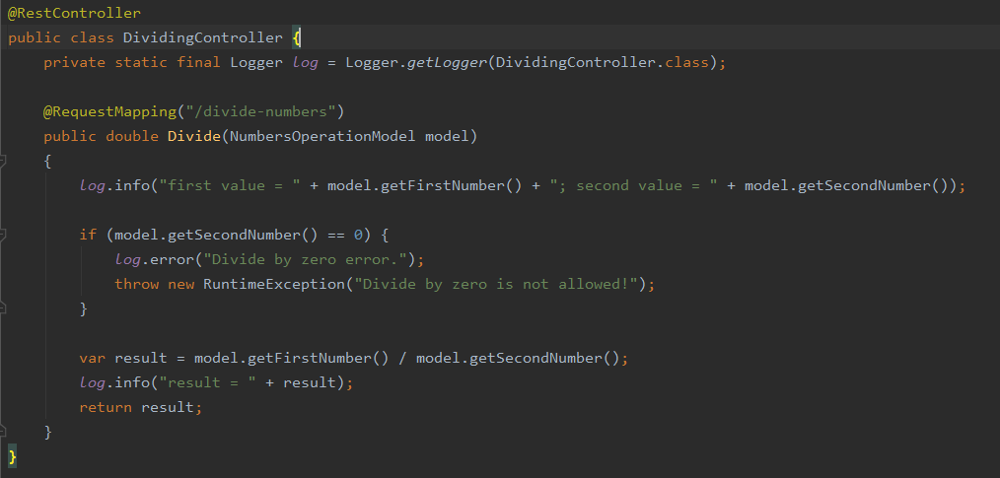 @RestController
public class DividingController {
    private static final Logger log = Logger.getLogger(DividingController.class);
    @RequestMapping("/divide-numbers")
    public double Divide(NumbersOperationModel model)
    {
        log.info("first value = " + model.getFirstNumber() + "; second value = " + model.getSecondNumber());
        if (model.getSecondNumber() == 0) {
            log.error("Divide by zero error.");
            throw new RuntimeException("Divide by zero is not allowed!");
        }
        var result = model.getFirstNumber() / model.getSecondNumber();
        log.info("result = " + result);
        return result;
    }
}